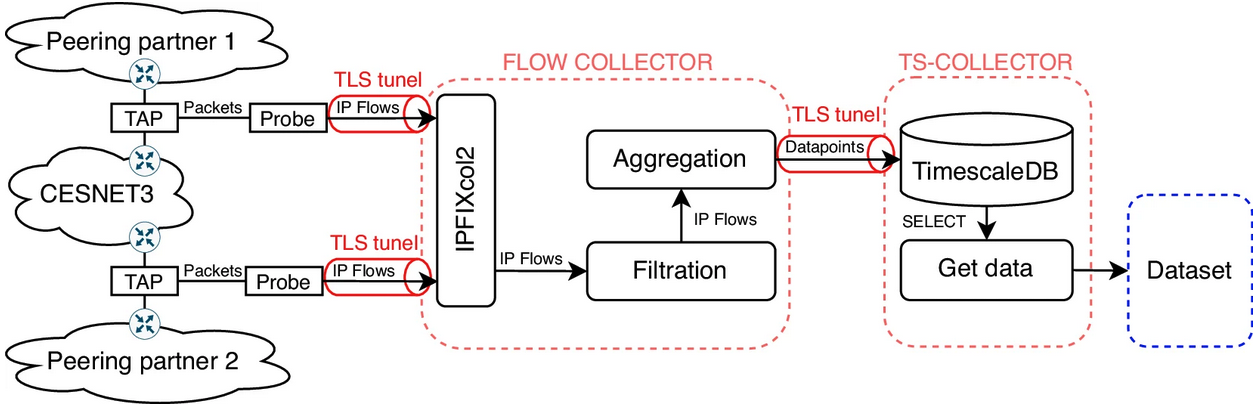 Peering partner 1
TAP
Packets
Probe
TLS tunel
IP Flows
CESNET3
TAP
Packets
Probe
TLS tunel
IP Flows
Peering partner 2
FLOW COLLECTOR
IPFIXcol2
IP Flows
Filtration
IP Flows
Aggregation
TLS tunel
Datapoints
TS-COLLECTOR
TimescaleDB
SELECT
Get data
Dataset